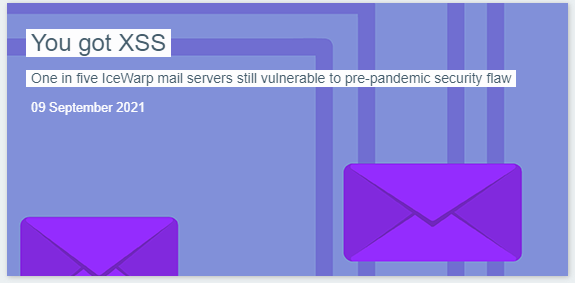 You got XSS
One in five IceWarp mail servers still vulnerable to pre-pandemic security flaw
09 September 2021